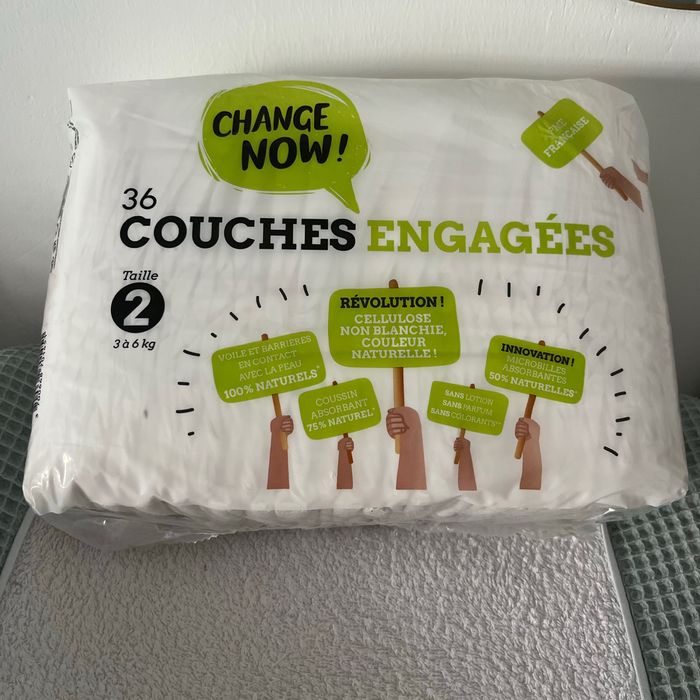 CHANGE
NOW!
PME
FRANÇAISE
36
COUCHES ENGAGÉES
Taille
2
3 à 6 kg
VOILE ET BARRIÈRES
EN CONTACT
AVEC LA PEAU
100% NATURELS*
COUSSIN
ABSORBANT
75% NATUREL*
RÉVOLUTION !
CELLULOSE
NON BLANCHIE,
COULEUR
NATURELLE !
SANS LOTION
SANS PARFUM
SANS COLORANTS**
INNOVATION !
MICROBILLES
ABSORBANTES
50% NATURELLES*